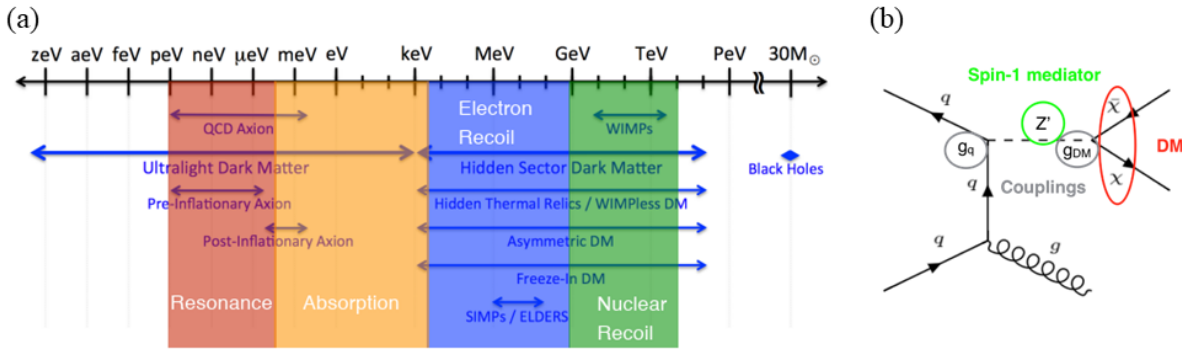 (a)
zeV aeV feV peV neV μeV meV eV keV MeV GeV TeV PeV 30M⊙
Electron
Recoil
QCD Axion
WIMPs
Ultralight Dark Matter
Hidden Sector Dark Matter
Black Holes
Pre-Inflationary Axion
Hidden Thermal Relics / WIMPless DM
Post-Inflationary Axion
Asymmetric DM
Freeze-In DM
Resonance
Absorption
SIMPs / ELDERS
Nuclear
Recoil
(b)
Spin-1 mediator
q
Z'
χ̄
DM
g_q
g_DM
χ
Couplings
q
q
g